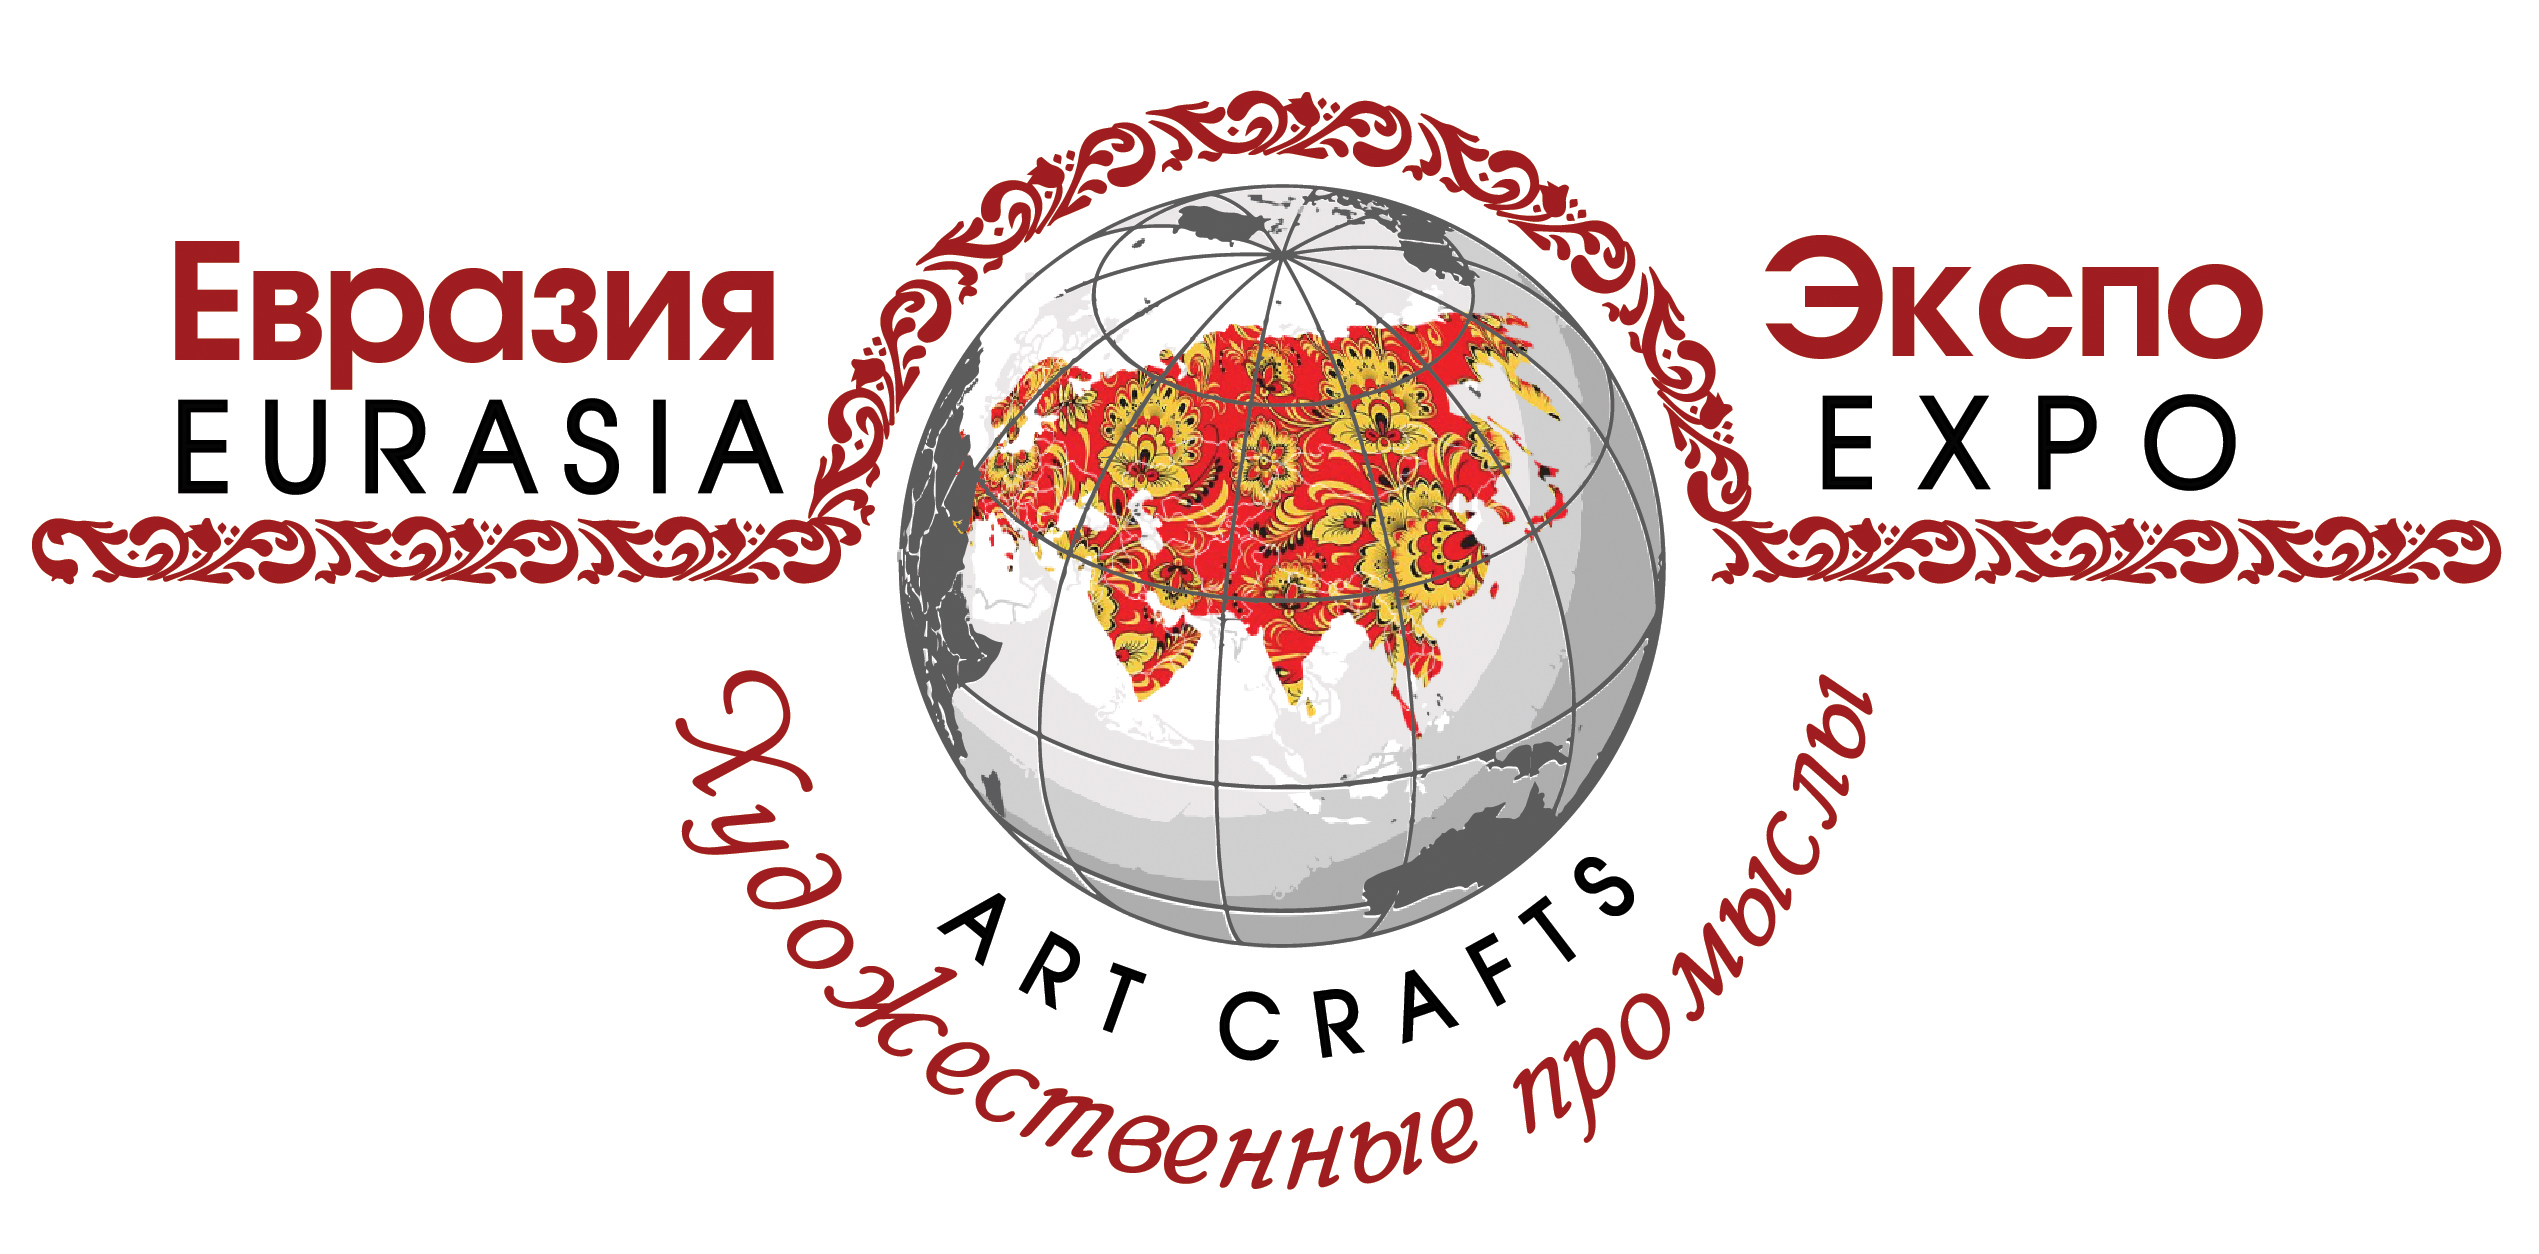 Евразия
EURASIA
Экспо
EXPO
ART CRAFTS
Художественные промыслы